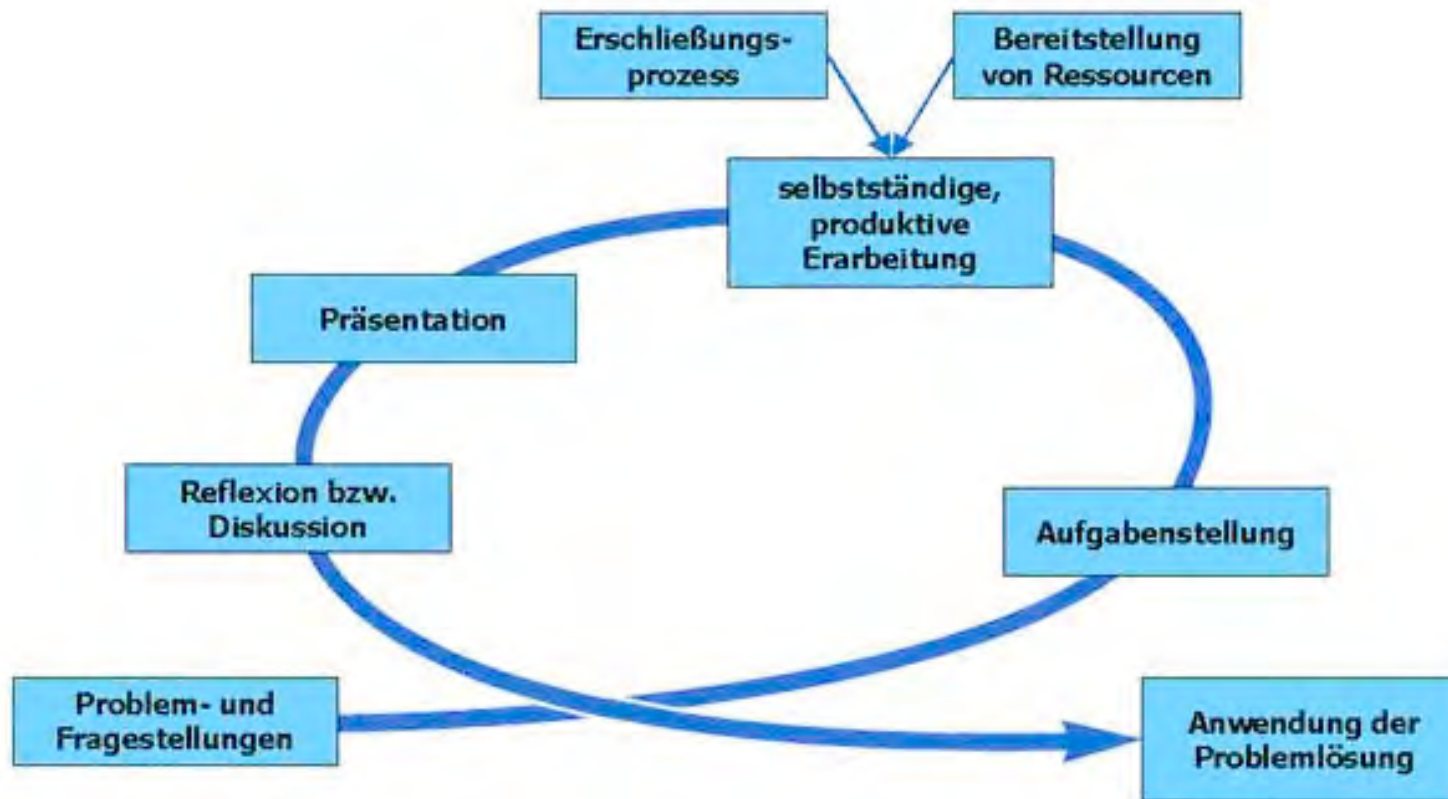 Erschließungs-
prozess
Bereitstellung
von Ressourcen
selbstständige,
produktive
Erarbeitung
Präsentation
Reflexion bzw.
Diskussion
Aufgabenstellung
Problem- und
Fragestellungen
Anwendung der
Problemlösung